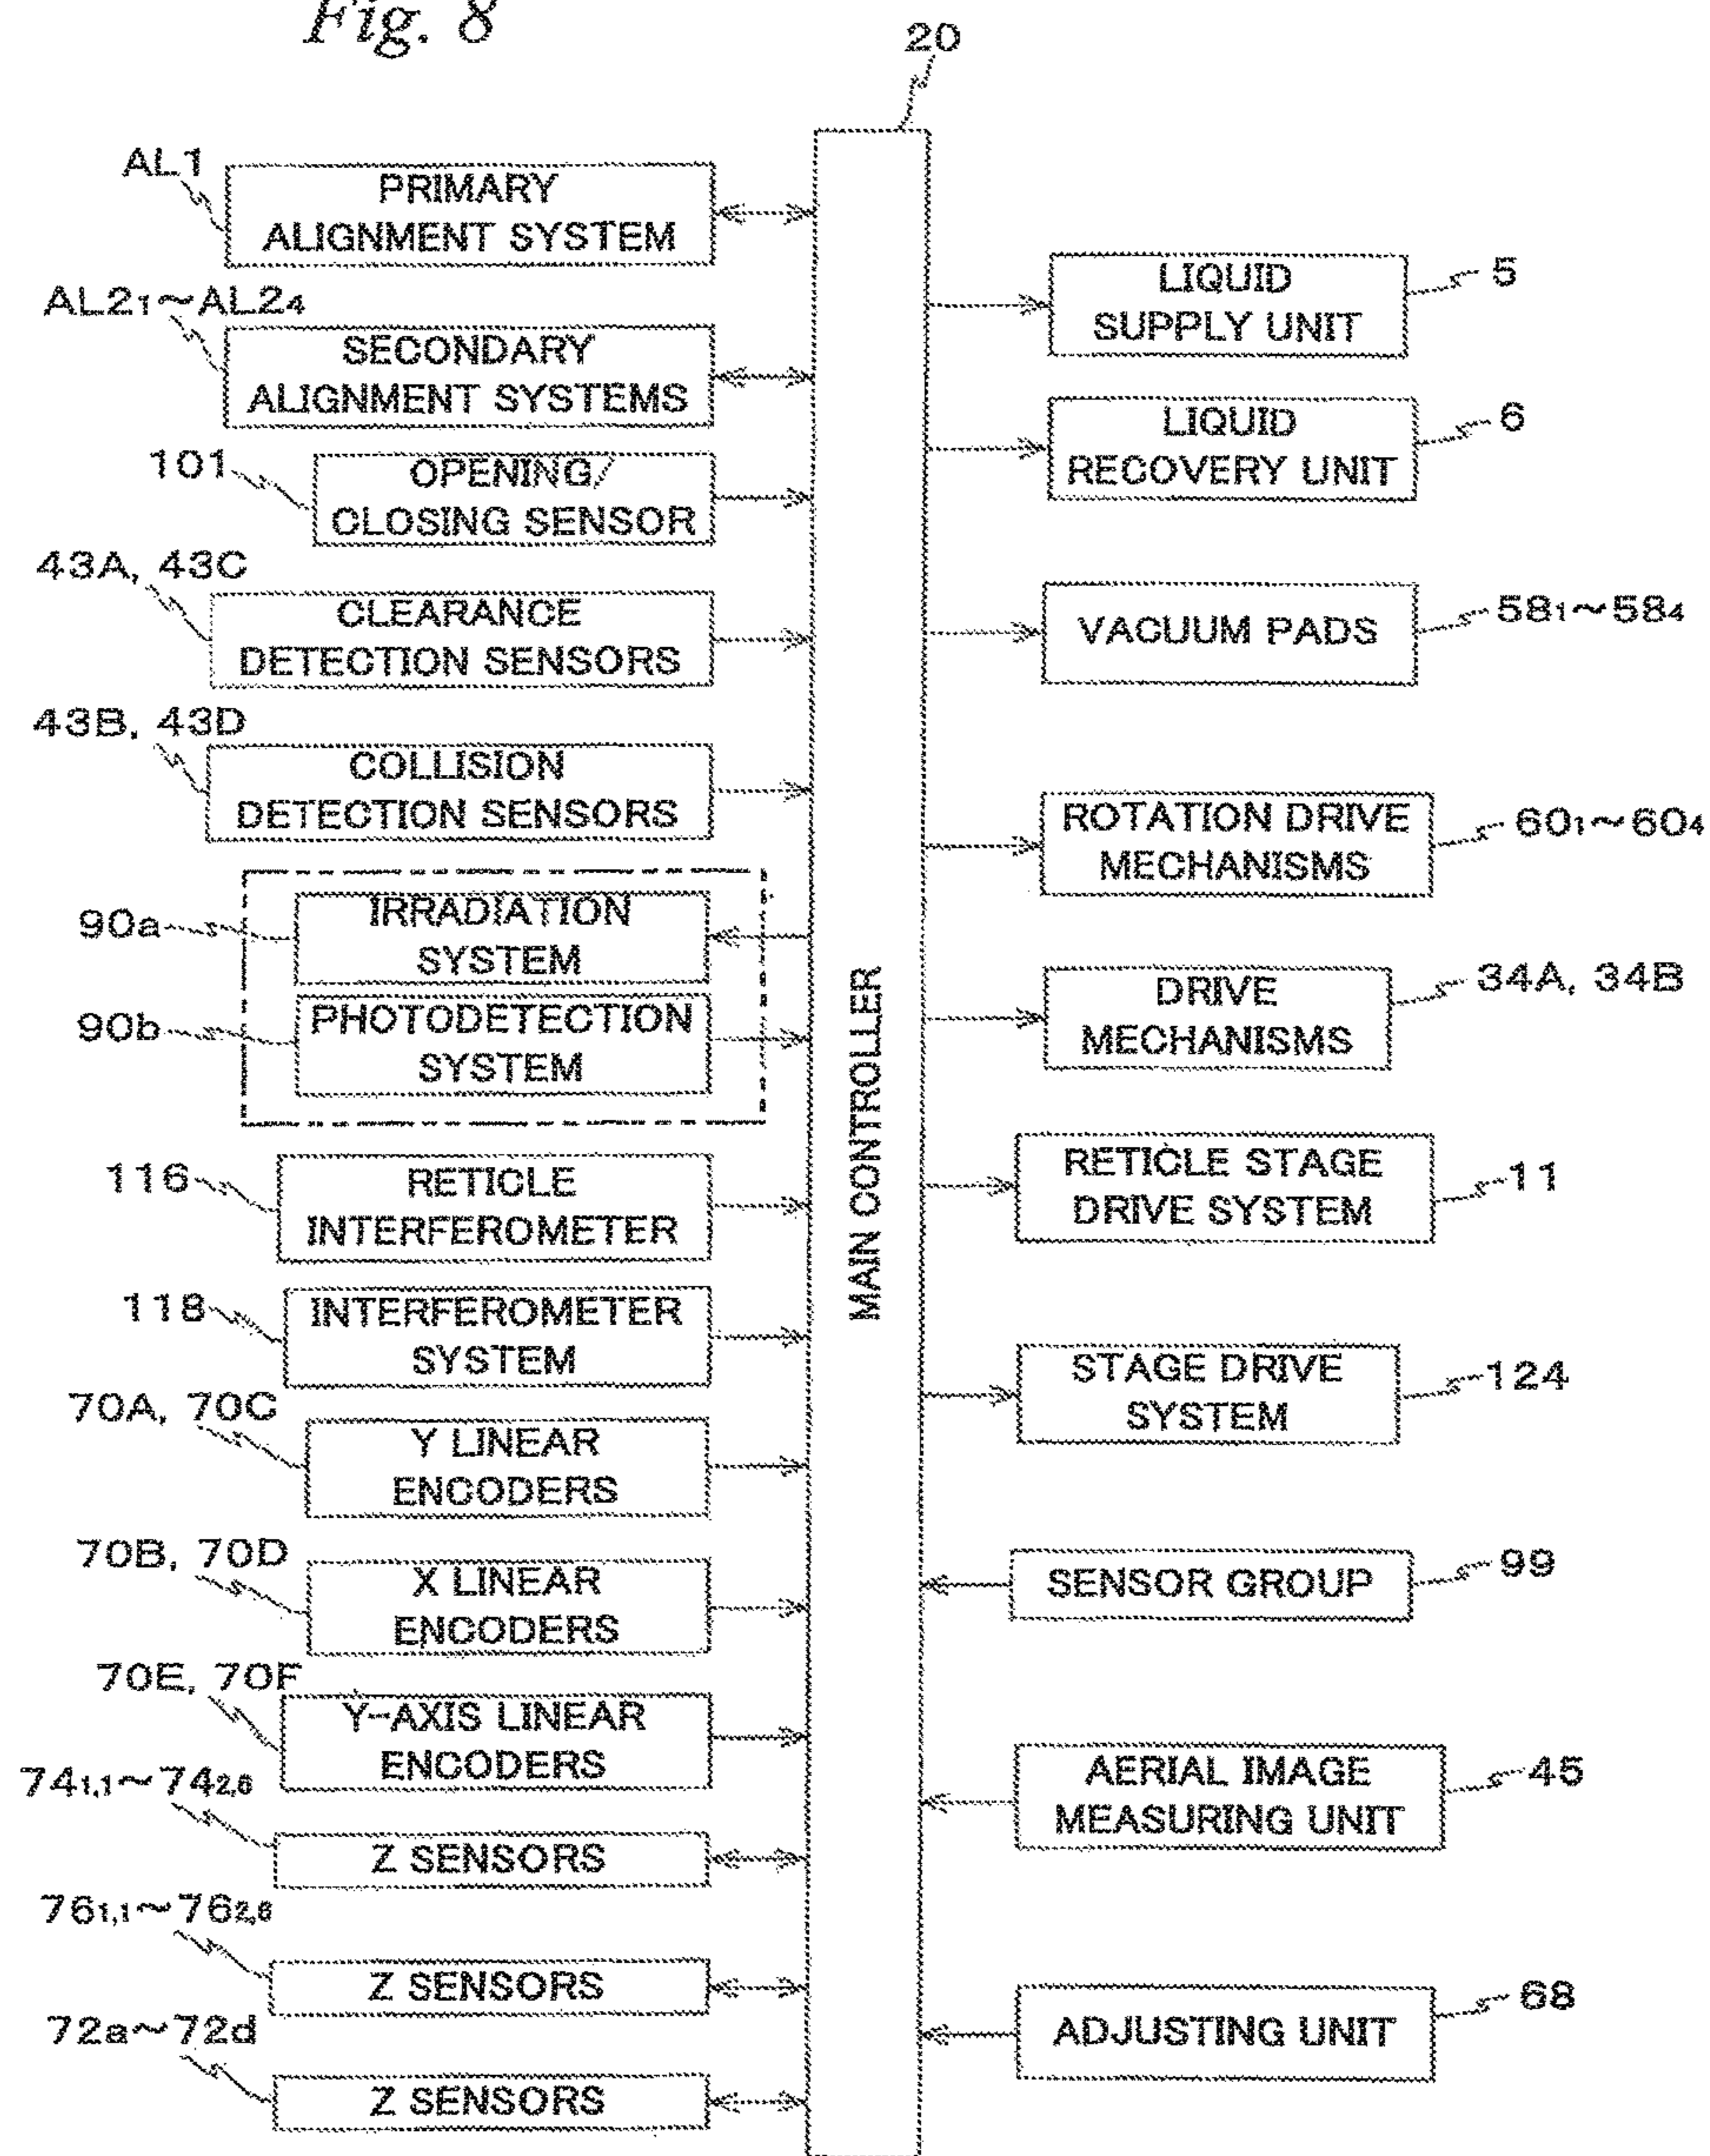 Fig. 8
20
AL1
PRIMARY
ALIGNMENT SYSTEM
AL2₁~AL2₄
SECONDARY
ALIGNMENT SYSTEMS
101
OPENING/
CLOSING SENSOR
43A, 43C
CLEARANCE
DETECTION SENSORS
43B, 43D
COLLISION
DETECTION SENSORS
90a
IRRADIATION
SYSTEM
90b
PHOTODETECTION
SYSTEM
116
RETICLE
INTERFEROMETER
118
INTERFEROMETER
SYSTEM
70A, 70C
Y LINEAR
ENCODERS
70B, 70D
X LINEAR
ENCODERS
70E, 70F
Y-AXIS LINEAR
ENCODERS
74₁,₁~74₂,₆
Z SENSORS
76₁,₁~76₂,₆
Z SENSORS
72a~72d
Z SENSORS
MAIN CONTROLLER
LIQUID
SUPPLY UNIT
5
LIQUID
RECOVERY UNIT
6
VACUUM PADS
58₁~58₄
ROTATION DRIVE
MECHANISMS
60₁~60₄
DRIVE
MECHANISMS
34A, 34B
RETICLE STAGE
DRIVE SYSTEM
11
STAGE DRIVE
SYSTEM
124
SENSOR GROUP
99
AERIAL IMAGE
MEASURING UNIT
45
ADJUSTING UNIT
68